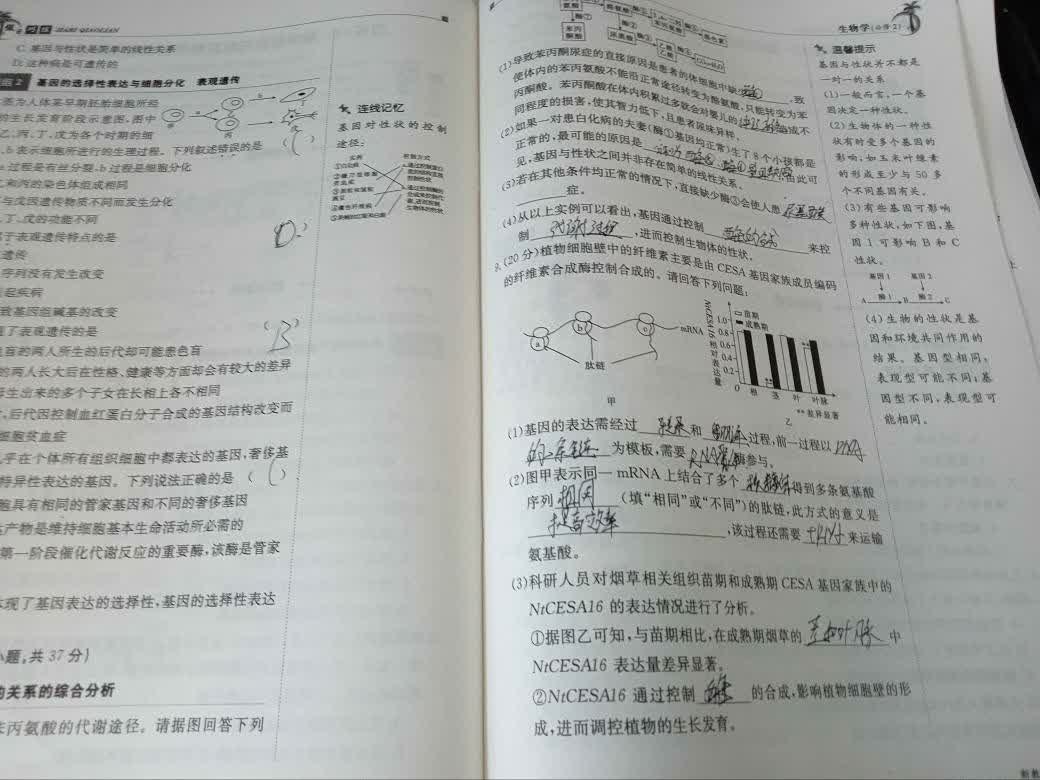 C. 基因与性状是简单的线性关系
D. 这种病是可遗传的
基因的选择性表达与细胞分化 表观遗传
图为人体某早期胚胎细胞所经
的生长发育阶段示意图,图中
乙、丙、丁、戊为各个时期的细
b表示细胞所进行的生理过程。下列叙述错误的是
过程是有丝分裂,b过程是细胞分化
和丙的染色体组成相同
与戊因遗传物质不同而发生分化
丁、戊的功能不同
于表观遗传特点的是
遗传
序列没有发生改变
起疾病
致基因组碱基的改变
了表观遗传的是
B
盲的两人所生的后代却可能患色盲
的两人长大后在性格、健康等方面却会有较大的差异
生出来的多个子女在长相上各不相同
后代因控制血红蛋白分子合成的基因结构改变而
细胞贫血症
乎在个体所有组织细胞中都表达的基因,奢侈基
特异性表达的基因。下列说法正确的是
胞具有相同的管家基因和不同的奢侈基因
产物是维持细胞基本生命活动所必需的
第一阶段催化代谢反应的重要酶,该酶是管家
现了基因表达的选择性,基因的选择性表达
小题,共 37 分)
的关系的综合分析
苯丙氨酸的代谢途径。请据图回答下列
连线记忆
基因对性状的控制
途径:
生物学(必修2)
(1)导致苯丙酮尿症的直接原因是患者的体细胞中缺 ,致
使体内的苯丙氨酸不能沿正常途径转变为酪氨酸,只能转变为苯
丙酮酸。苯丙酮酸在体内积累过多就会对婴儿的 造成不
同程度的损害,使其智力低下,且患者尿味异样。
(2)如果一对患白化病的夫妻(酶①基因均正常)生了8个小孩都是
正常的,最可能的原因是 由此可
见,基因与性状之间并非存在简单的线性关系。
(3)若在其他条件均正常的情况下,直接缺少酶③会使人患
症。
(4)从以上实例可以看出,基因通过控制 来控
制 代谢过程 ,进而控制生物体的性状。
9.(20分)植物细胞壁中的纤维素主要是由CESA基因家族成员编码
的纤维素合成酶控制合成的。请回答下列问题:
a b c mRNA
肽链
甲
NtCESA16相对表达量
苗期
成熟期
1.0
0.8
0.6
0.4
0.2
0
根 茎 叶 叶脉
**差异显著
乙
(1)基因的表达需经过 转录 和 翻译 过程,前一过程以 DNA
的一条链 为模板,需要 RNA聚合酶 参与。
(2)图甲表示同一mRNA上结合了多个 核糖体 得到多条氨基酸
序列 相同 (填“相同”或“不同”)的肽链,此方式的意义是
提高效率 ,该过程还需要 tRNA 来运输
氨基酸。
(3)科研人员对烟草相关组织苗期和成熟期CESA基因家族中的
NtCESA16 的表达情况进行了分析。
①据图乙可知,与苗期相比,在成熟期烟草的 茎和叶脉 中
NtCESA16 表达量差异显著。
②NtCESA16 通过控制 的合成,影响植物细胞壁的形
成,进而调控植物的生长发育。
温馨提示
基因与性状并不都是
一对一的关系
(1)一般而言,一个基
因决定一种性状。
(2)生物体的一种性
状有时受多个基因的
影响,如玉米叶绿素
的形成至少与50多
个不同基因有关。
(3)有些基因可影响
多种性状,如下图,基
因1可影响B和C
性状。
基因1 基因2
酶1 酶2
A B C
(4)生物的性状是基
因和环境共同作用的
结果。基因型相同,
表现型可能不同;基
因型不同,表现型可
能相同。